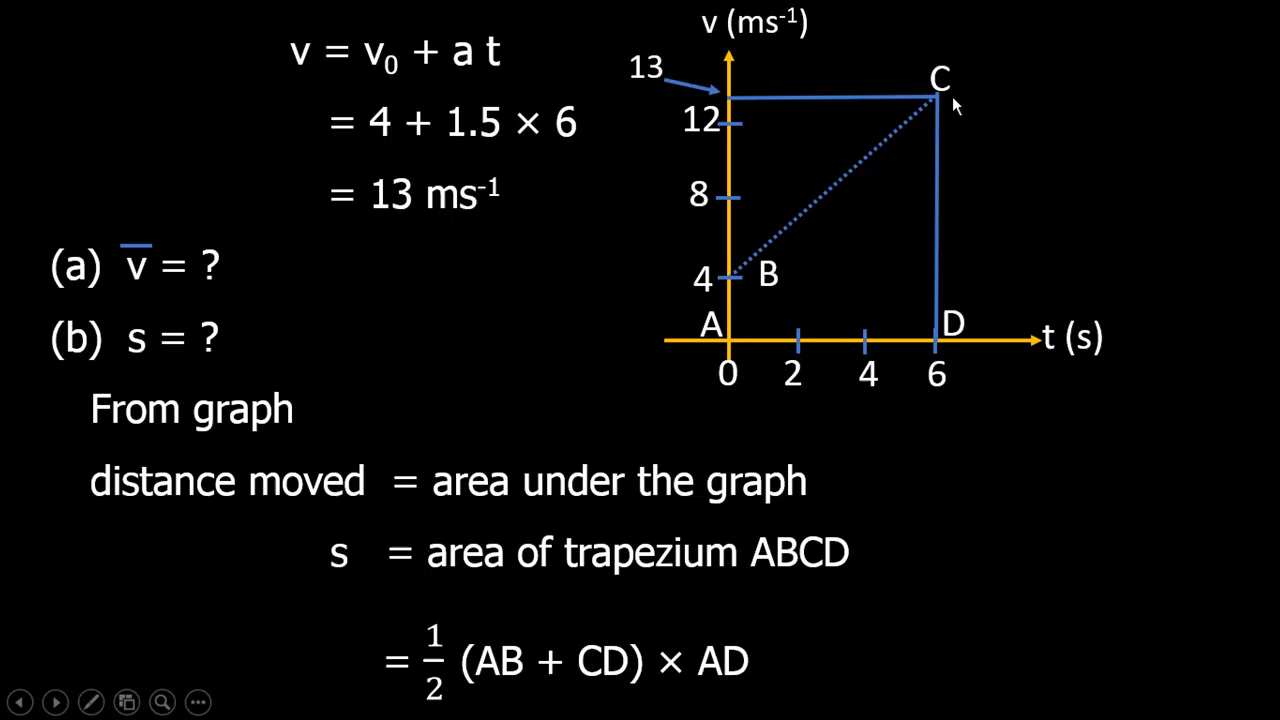 v = v₀ + a t
= 4 + 1.5 × 6
= 13 ms⁻¹
(a) v̅ = ?
(b) s = ?
From graph
distance moved = area under the graph
s = area of trapezium ABCD
= 1/2 (AB + CD) × AD
v (ms⁻¹)
13
C
12
8
4 B
A D t (s)
0 2 4 6